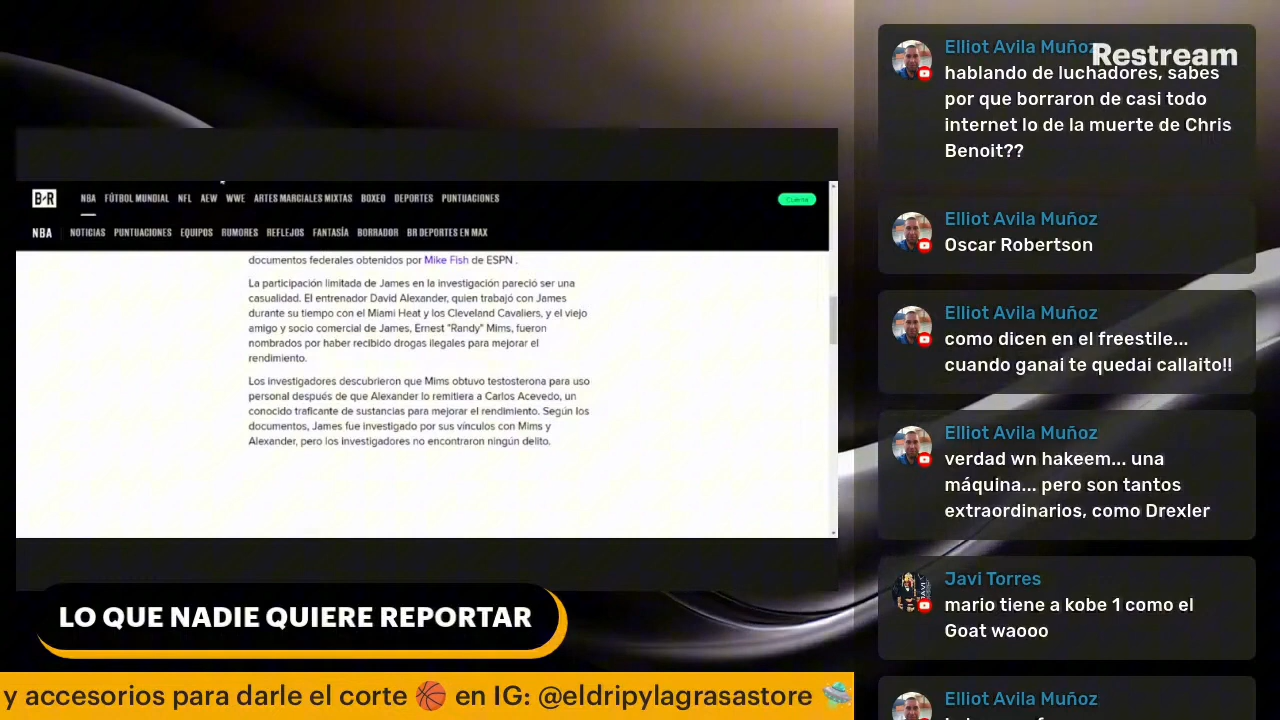 B/R
NBA FÚTBOL MUNDIAL NFL AEW WWE ARTES MARCIALES MIXTAS BOXEO DEPORTES PUNTUACIONES
Cuenta
NBA NOTICIAS PUNTUACIONES EQUIPOS RUMORES REFLEJOS FANTASÍA BORRADOR BR DEPORTES EN MAX
documentos federales obtenidos por Mike Fish de ESPN .
La participación limitada de James en la investigación pareció ser una
casualidad. El entrenador David Alexander, quien trabajó con James
durante su tiempo con el Miami Heat y los Cleveland Cavaliers, y el viejo
amigo y socio comercial de James, Ernest "Randy" Mims, fueron
nombrados por haber recibido drogas ilegales para mejorar el
rendimiento.
Los investigadores descubrieron que Mims obtuvo testosterona para uso
personal después de que Alexander lo remitiera a Carlos Acevedo, un
conocido traficante de sustancias para mejorar el rendimiento. Según los
documentos, James fue investigado por sus vínculos con Mims y
Alexander, pero los investigadores no encontraron ningún delito.
LO QUE NADIE QUIERE REPORTAR
y accesorios para darle el corte 🏀 en IG: @eldripylagrasastore 🛸
Restream
Elliot Avila Muñoz
hablando de luchadores, sabes
por que borraron de casi todo
internet lo de la muerte de Chris
Benoit??
Elliot Avila Muñoz
Oscar Robertson
Elliot Avila Muñoz
como dicen en el freestile...
cuando ganai te quedai callaito!!
Elliot Avila Muñoz
verdad wn hakeem... una
máquina... pero son tantos
extraordinarios, como Drexler
Javi Torres
mario tiene a kobe 1 como el
Goat waooo
Elliot Avila Muñoz